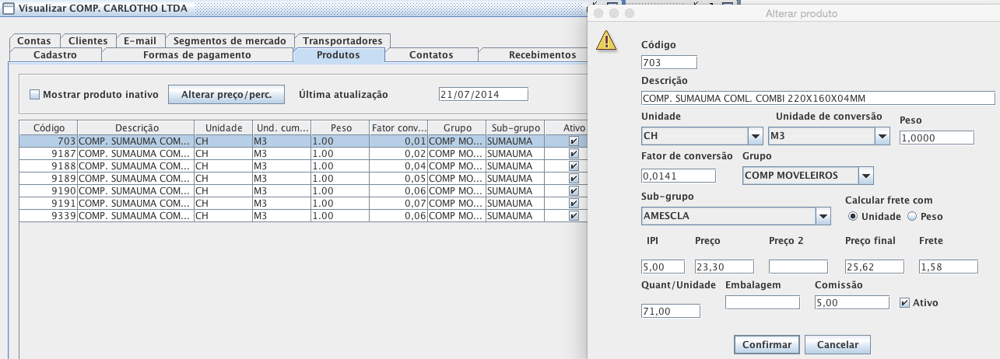 Visualizar COMP. CARLOTHO LTDA
Contas Clientes E-mail Segmentos de mercado Transportadores
Cadastro Formas de pagamento Produtos Contatos Recebimentos
Mostrar produto inativo Alterar preço/perc. Última atualização 21/07/2014
Código Descrição Unidade Und. cum... Peso Fator conv... Grupo Sub-grupo Ativo
703 COMP. SUMAUMA COM... CH M3 1.00 0,01 COMP MO... SUMAUMA
9187 COMP. SUMAUMA COM... CH M3 1.00 0,02 COMP MO... SUMAUMA
9188 COMP. SUMAUMA COM... CH M3 1.00 0,04 COMP MO... SUMAUMA
9189 COMP. SUMAUMA COM... CH M3 1.00 0,05 COMP MO... SUMAUMA
9190 COMP. SUMAUMA COM... CH M3 1.00 0,06 COMP MO... SUMAUMA
9191 COMP. SUMAUMA COM... CH M3 1.00 0,07 COMP MO... SUMAUMA
9339 COMP. SUMAUMA COM... CH M3 1.00 0,06 COMP MO... SUMAUMA
Alterar produto
Código
703
Descrição
COMP. SUMAUMA COML. COMBI 220X160X04MM
Unidade Unidade de conversão Peso
CH M3 1,0000
Fator de conversão Grupo
0,0141 COMP MOVELEIROS
Sub-grupo Calcular frete com
AMESCLA Unidade Peso
IPI Preço Preço 2 Preço final Frete
5,00 23,30 25,62 1,58
Quant/Unidade Embalagem Comissão
71,00 5,00 Ativo
Confirmar Cancelar